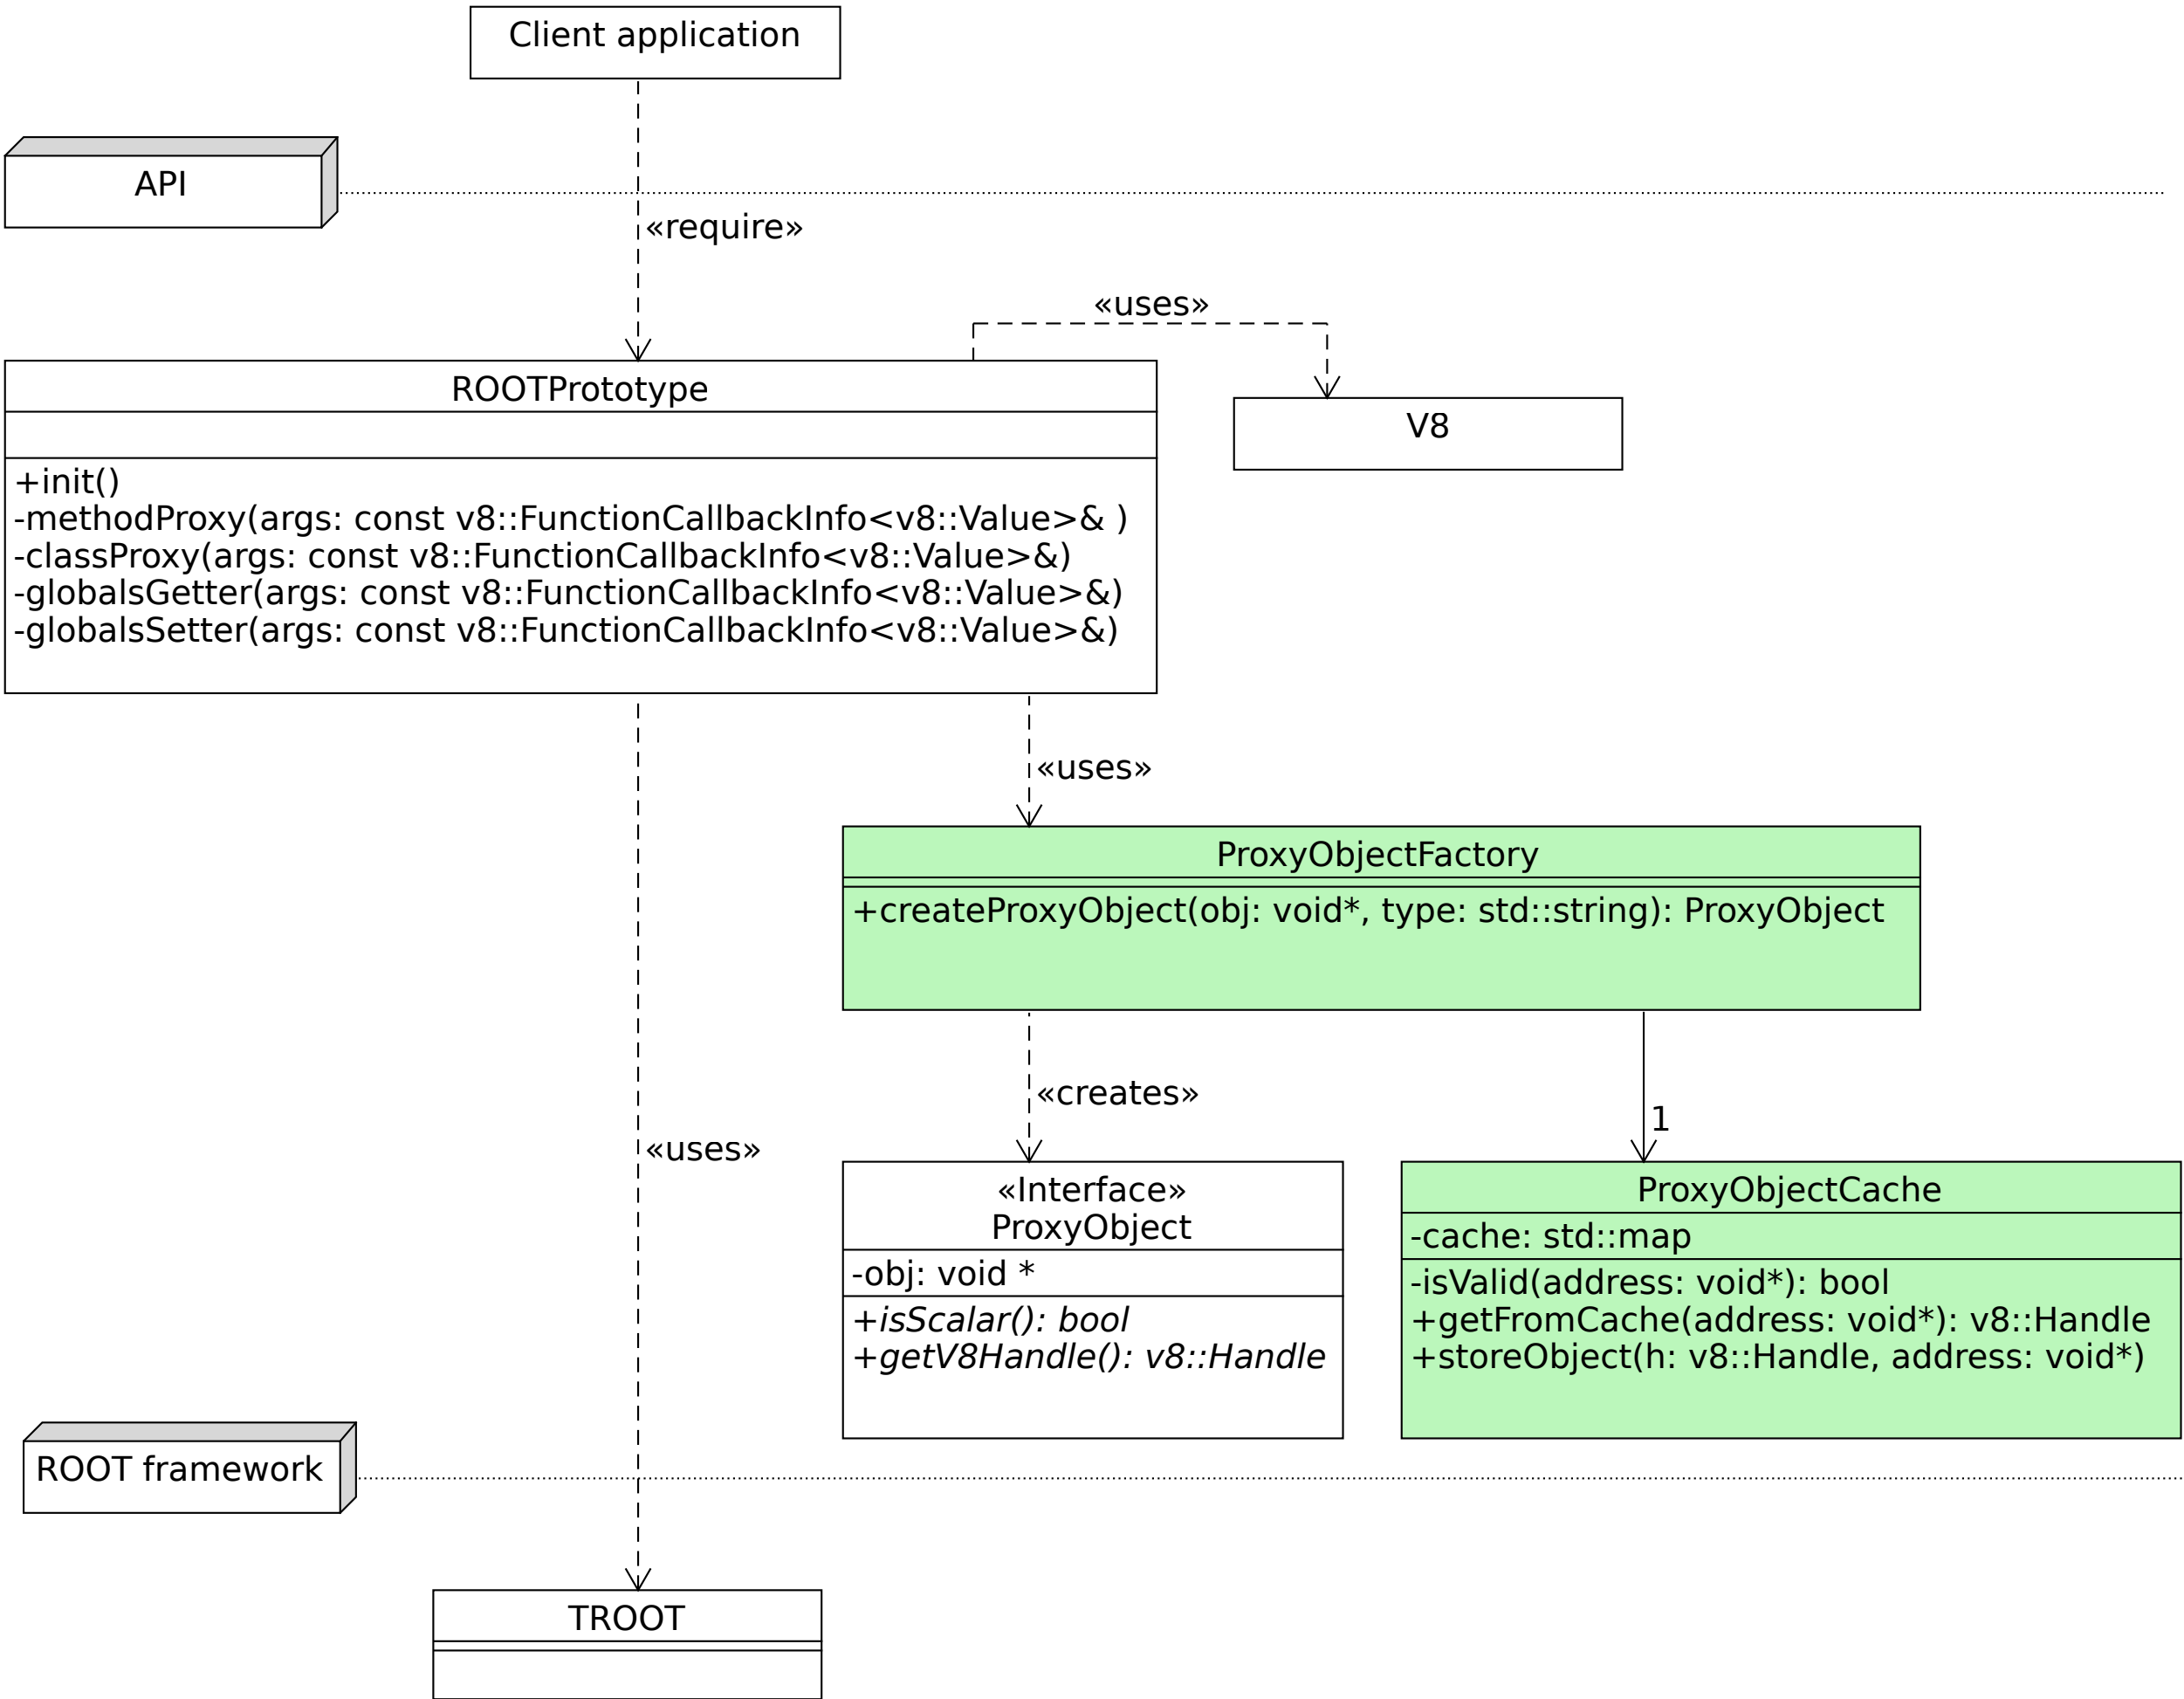 Client application
API
«require»
«uses»
ROOTPrototype
+init()
-methodProxy(args: const v8::FunctionCallbackInfo<v8::Value>& )
-classProxy(args: const v8::FunctionCallbackInfo<v8::Value>&)
-globalsGetter(args: const v8::FunctionCallbackInfo<v8::Value>&)
-globalsSetter(args: const v8::FunctionCallbackInfo<v8::Value>&)
V8
«uses»
ProxyObjectFactory
+createProxyObject(obj: void*, type: std::string): ProxyObject
«creates»
1
«uses»
«Interface»
ProxyObject
-obj: void *
+isScalar(): bool
+getV8Handle(): v8::Handle
ProxyObjectCache
-cache: std::map
-isValid(address: void*): bool
+getFromCache(address: void*): v8::Handle
+storeObject(h: v8::Handle, address: void*)
ROOT framework
TROOT